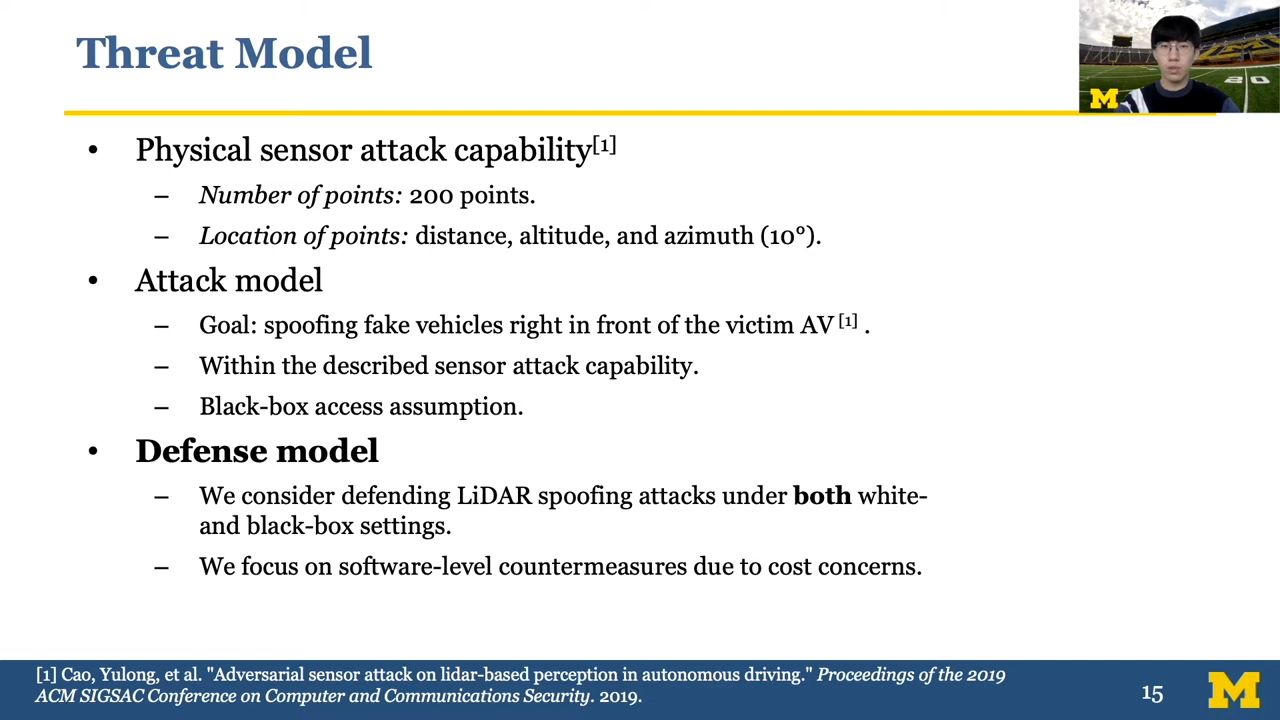 Threat Model
• Physical sensor attack capability[1]
– Number of points: 200 points.
– Location of points: distance, altitude, and azimuth (10°).
• Attack model
– Goal: spoofing fake vehicles right in front of the victim AV [1] .
– Within the described sensor attack capability.
– Black-box access assumption.
• Defense model
– We consider defending LiDAR spoofing attacks under both white-
and black-box settings.
– We focus on software-level countermeasures due to cost concerns.
[1] Cao, Yulong, et al. "Adversarial sensor attack on lidar-based perception in autonomous driving." Proceedings of the 2019
ACM SIGSAC Conference on Computer and Communications Security. 2019.
15
M
M